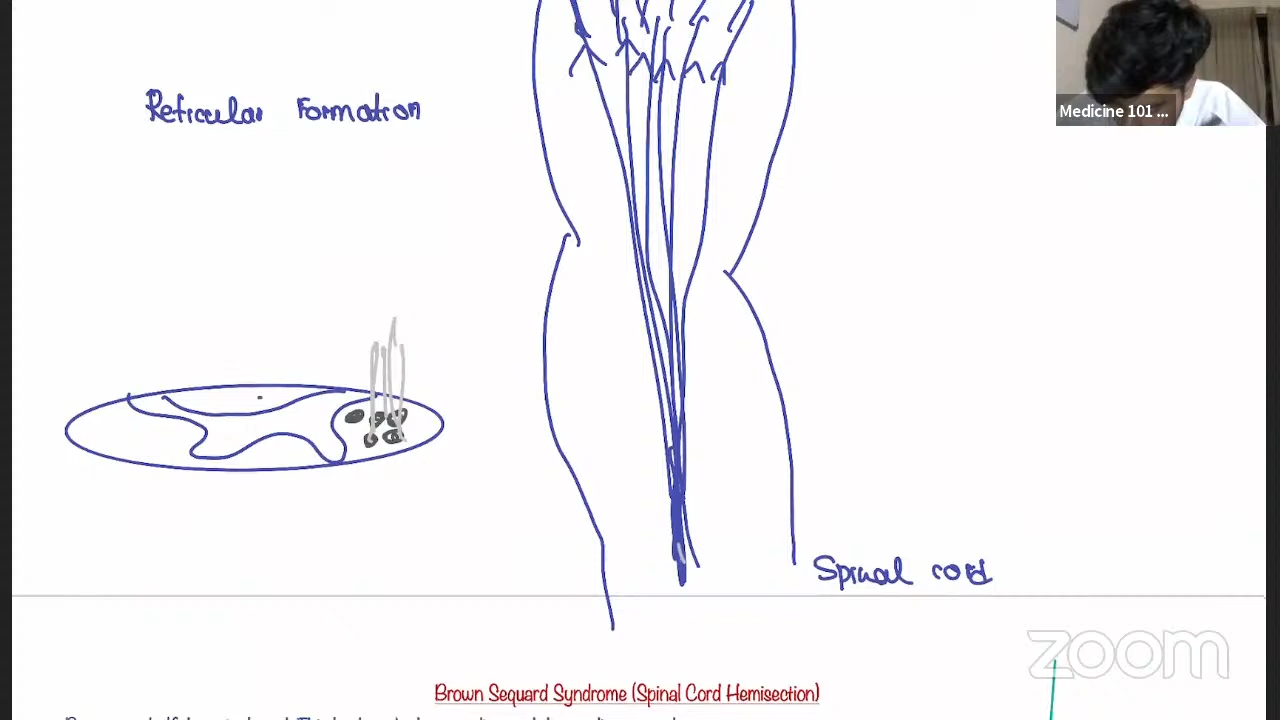 Medicine 101 ...
Reticular Formation
Spinal cord
zoom
Brown Sequard Syndrome (Spinal Cord Hemisection)